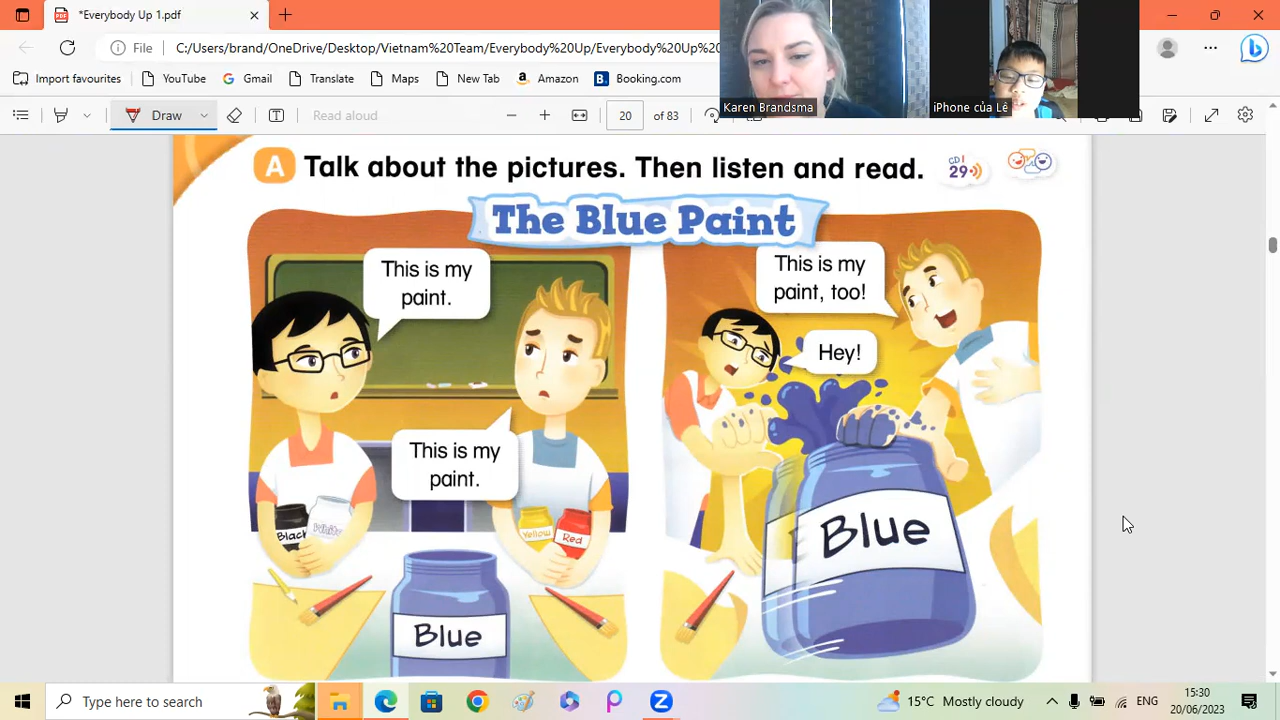 *Everybody Up 1.pdf
File
C:/Users/brand/OneDrive/Desktop/Vietnam%20Team/Everybody%20Up/Everybody%20Up%20
Import favourites
YouTube
Gmail
Translate
Maps
New Tab
Amazon
B.
Booking.com
Draw
Read aloud
20
of 83
Karen Brandsma
iPhone của Lê
A
Talk about the pictures. Then listen and read.
CD 1
29
The Blue Paint
This is my
paint.
This is my
paint.
Black
White
Yellow
Red
Blue
This is my
paint, too!
Hey!
Blue
Type here to search
15°C Mostly cloudy
ENG
15:30
20/06/2023